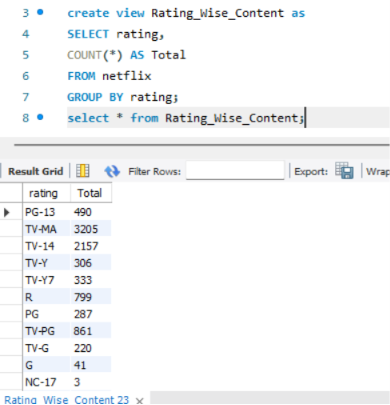 3 create view Rating_Wise_Content as
4 SELECT rating,
5 COUNT(*) AS Total
6 FROM netflix
7 GROUP BY rating;
8 select * from Rating_Wise_Content;
Result Grid Filter Rows: Export: Wrap
rating Total
PG-13 490
TV-MA 3205
TV-14 2157
TV-Y 306
TV-Y7 333
R 799
PG 287
TV-PG 861
TV-G 220
G 41
NC-17 3
Rating_Wise_Content 23 ×